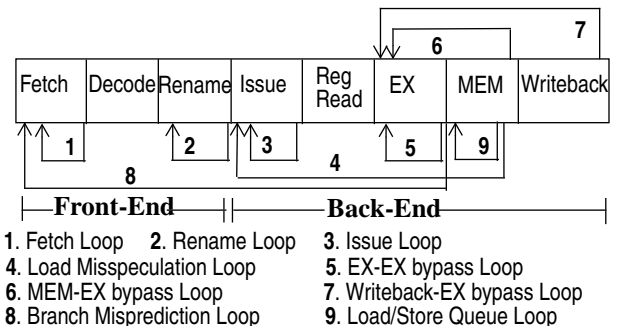 7
6
Fetch Decode Rename Issue Reg Read EX MEM Writeback
1 2 3 4 5 9
8
Front-End Back-End
1. Fetch Loop 2. Rename Loop 3. Issue Loop
4. Load Misspeculation Loop 5. EX-EX bypass Loop
6. MEM-EX bypass Loop 7. Writeback-EX bypass Loop
8. Branch Misprediction Loop 9. Load/Store Queue Loop